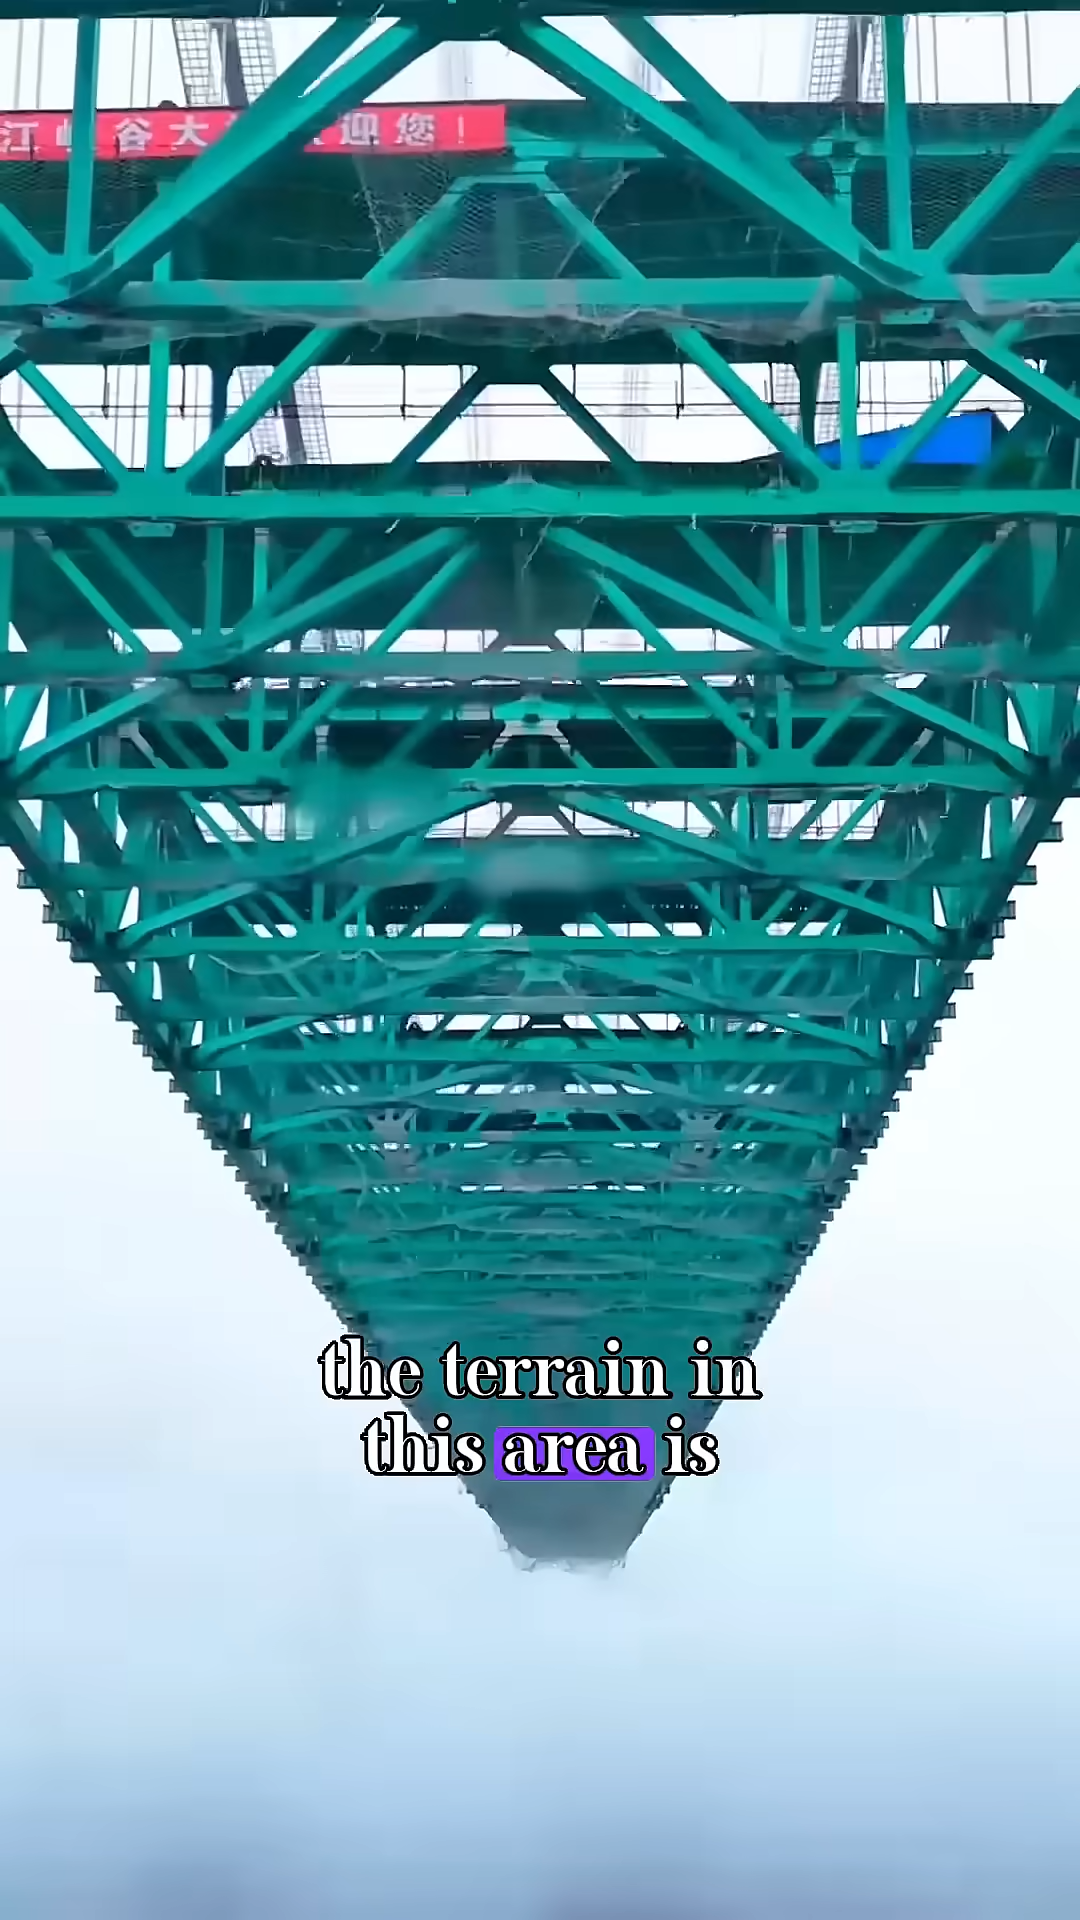 江 谷大 迎您！
the terrain in
this area is